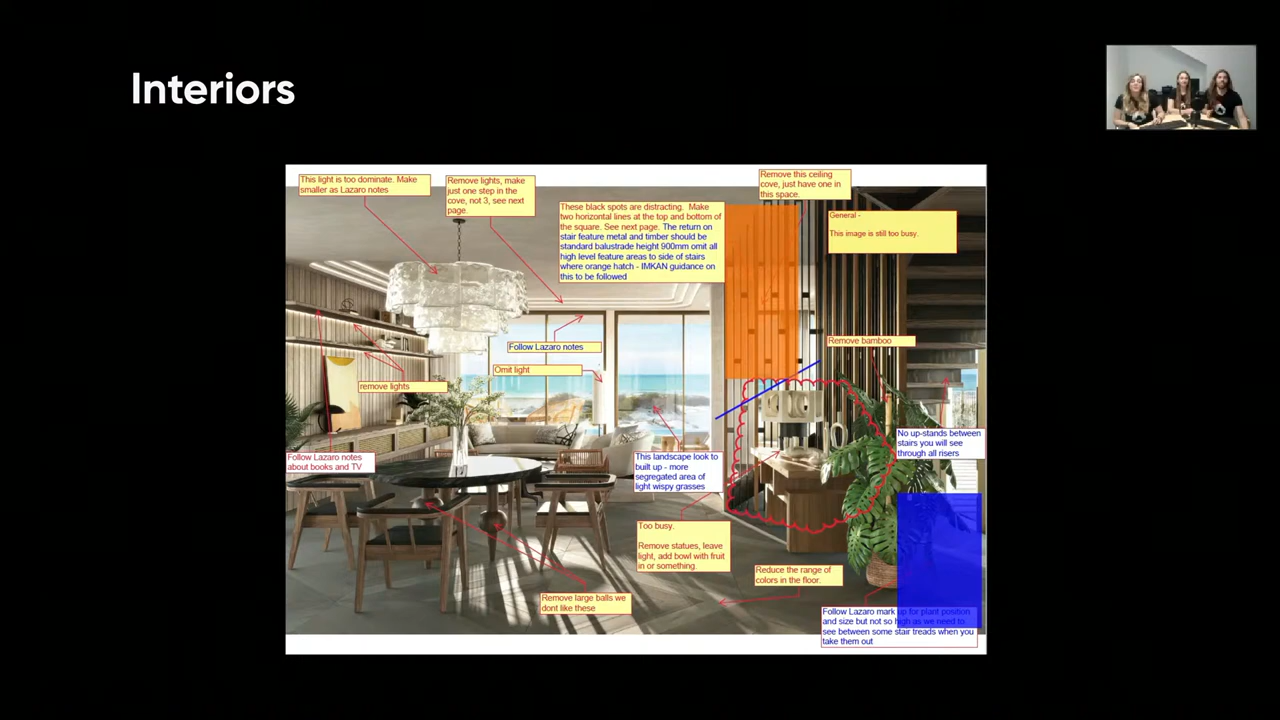 Interiors
This light is too dominate. Make
smaller as Lazaro notes
Remove lights, make
just one step in the
cove, not 3, see next
page.
These black spots are distracting. Make
two horizontal lines at the top and bottom of
the square. See next page. The return on
stair feature metal and timber should be
standard balustrade height 900mm omit all
high level feature areas to side of stairs
where orange hatch - IMKAN guidance on
this to be followed
Remove this ceiling
cove, just have one in
this space.
General -
This image is still too busy.
Follow Lazaro notes
Omit light
remove lights
Remove bamboo
Follow Lazaro notes
about books and TV
This landscape look to
built up - more
segregated area of
light wispy grasses
No up-stands between
stairs you will see
through all risers
Too busy.
Remove statues, leave
light, add bowl with fruit
in or something.
Reduce the range of
colors in the floor.
Remove large balls we
dont like these
Follow Lazaro mark up for plant position
and size but not so high as we need to
see between some stair treads when you
take them out